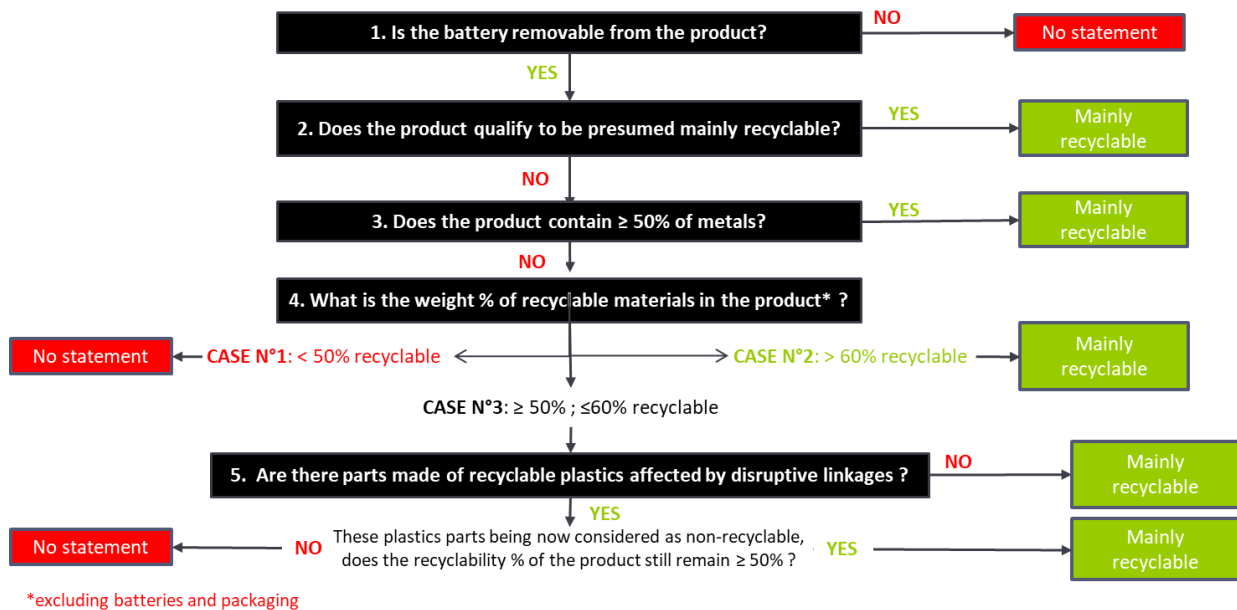 1. Is the battery removable from the product?
NO
No statement
YES
2. Does the product qualify to be presumed mainly recyclable?
YES
Mainly
recyclable
NO
3. Does the product contain ≥ 50% of metals?
YES
Mainly
recyclable
NO
4. What is the weight % of recyclable materials in the product* ?
No statement
CASE N°1: < 50% recyclable
CASE N°2: > 60% recyclable
Mainly
recyclable
CASE N°3: ≥ 50% ; ≤60% recyclable
5. Are there parts made of recyclable plastics affected by disruptive linkages ?
NO
Mainly
recyclable
YES
No statement
NO
These plastics parts being now considered as non-recyclable,
does the recyclability % of the product still remain ≥ 50% ?
YES
Mainly
recyclable
*excluding batteries and packaging